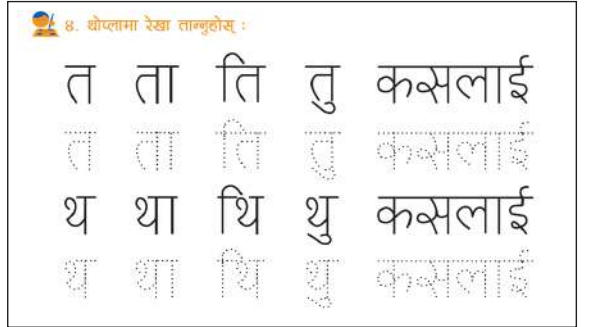 ४. थोप्लामा रेखा तान्नुहोस् :
त ता ति तु कसलाई
त ता ति तु कसलाई
थ था थि थु कसलाई
थ था थि थु कसलाई